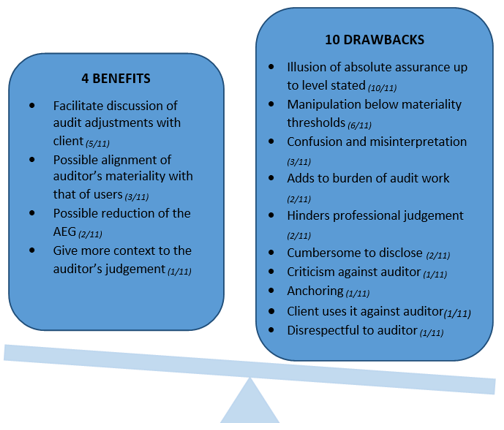 4 BENEFITS
• Facilitate discussion of
audit adjustments with
client (5/11)
• Possible alignment of
auditor's materiality with
that of users (3/11)
• Possible reduction of the
AEG (2/11)
• Give more context to the
auditor's judgement (1/11)
10 DRAWBACKS
• Illusion of absolute assurance up
to level stated (10/11)
• Manipulation below materiality
thresholds (6/11)
• Confusion and misinterpretation
(3/11)
• Adds to burden of audit work
(2/11)
• Hinders professional judgement
(2/11)
• Cumbersome to disclose (2/11)
• Criticism against auditor (1/11)
• Anchoring (1/11)
• Client uses it against auditor(1/11)
• Disrespectful to auditor (1/11)